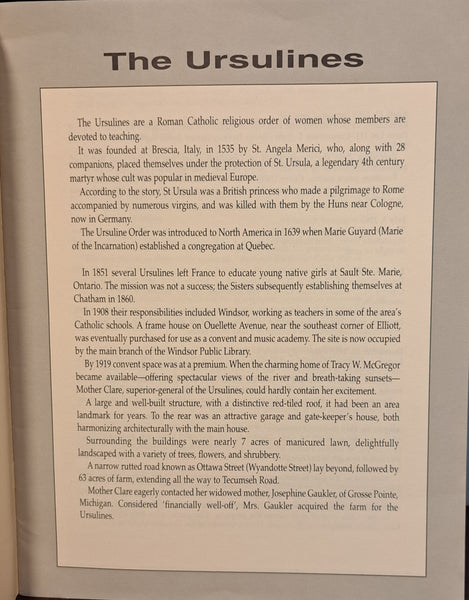 The Ursulines
The Ursulines are a Roman Catholic religious order of women whose members are
devoted to teaching.
It was founded at Brescia, Italy, in 1535 by St. Angela Merici, who, along with 28
companions, placed themselves under the protection of St. Ursula, a legendary 4th century
martyr whose cult was popular in medieval Europe.
According to the story, St Ursula was a British princess who made a pilgrimage to Rome
accompanied by numerous virgins, and was killed with them by the Huns near Cologne,
now in Germany.
The Ursuline Order was introduced to North America in 1639 when Marie Guyard (Marie
of the Incarnation) established a congregation at Quebec.
In 1851 several Ursulines left France to educate young native girls at Sault Ste. Marie,
Ontario. The mission was not a success; the Sisters subsequently establishing themselves at
Chatham in 1860.
In 1908 their responsibilities included Windsor, working as teachers in some of the area's
Catholic schools. A frame house on Ouellette Avenue, near the southeast corner of Elliott,
was eventually purchased for use as a convent and music academy. The site is now occupied
by the main branch of the Windsor Public Library.
By 1919 convent space was at a premium. When the charming home of Tracy W. McGregor
became available—offering spectacular views of the river and breath-taking sunsets—
Mother Clare, superior-general of the Ursulines, could hardly contain her excitement.
A large and well-built structure, with a distinctive red-tiled roof, it had been an area
landmark for years. To the rear was an attractive garage and gate-keeper's house, both
harmonizing architecturally with the main house.
Surrounding the buildings were nearly 7 acres of manicured lawn, delightfully
landscaped with a variety of trees, flowers, and shrubbery.
A narrow rutted road known as Ottawa Street (Wyandotte Street) lay beyond, followed by
63 acres of farm, extending all the way to Tecumseh Road.
Mother Clare eagerly contacted her widowed mother, Josephine Gaukler, of Grosse Pointe,
Michigan. Considered 'financially well-off', Mrs. Gaukler acquired the farm for the
Ursulines.